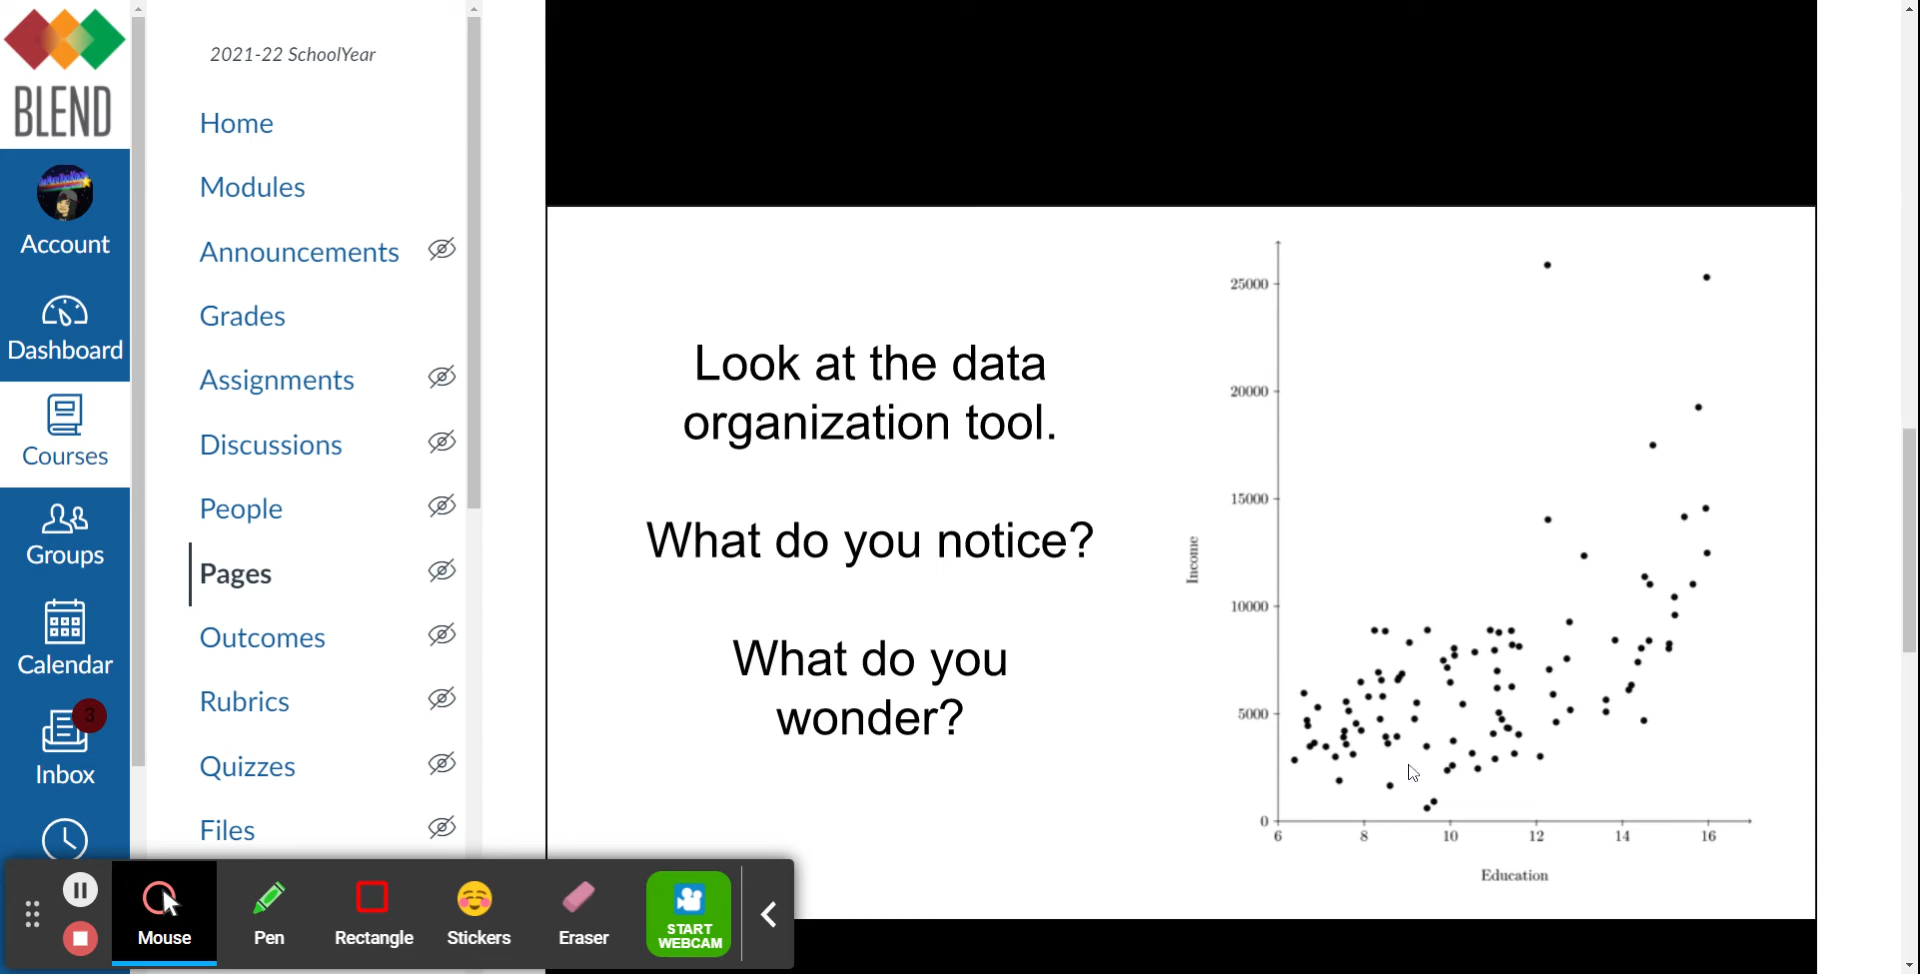 BLEND
Account
Dashboard
Courses
Groups
Calendar
3
Inbox
2021-22 SchoolYear
Home
Modules
Announcements
Grades
Assignments
Discussions
People
Pages
Outcomes
Rubrics
Quizzes
Files
Look at the data
organization tool.
What do you notice?
What do you
wonder?
25000
20000
15000
10000
5000
0
Income
6 8 10 12 14 16
Education
Mouse
Pen
Rectangle
Stickers
Eraser
START
WEBCAM